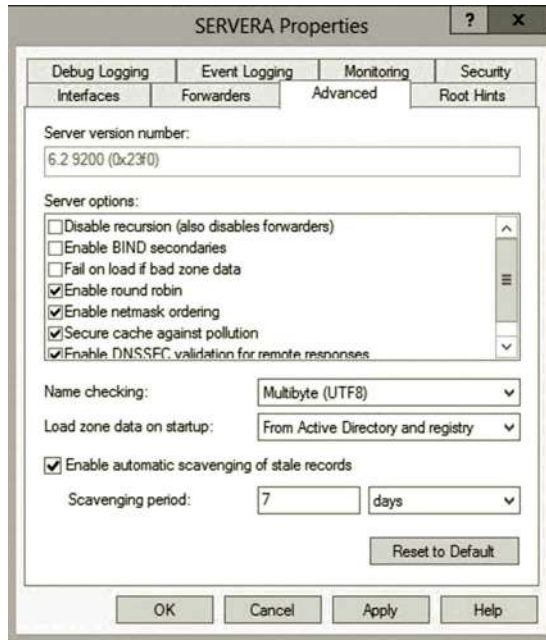 SERVERA Properties
? x
Debug Logging Event Logging Monitoring Security
Interfaces Forwarders Advanced Root Hints
Server version number:
6.2 9200 (0x23f0)
Server options:
Disable recursion (also disables forwarders)
Enable BIND secondaries
Fail on load if bad zone data
Enable round robin
Enable netmask ordering
Secure cache against pollution
Enable DNSSEC validation for remote responses
Name checking: Multibyte (UTF8)
Load zone data on startup: From Active Directory and registry
Enable automatic scavenging of stale records
Scavenging period: 7 days
Reset to Default
OK Cancel Apply Help